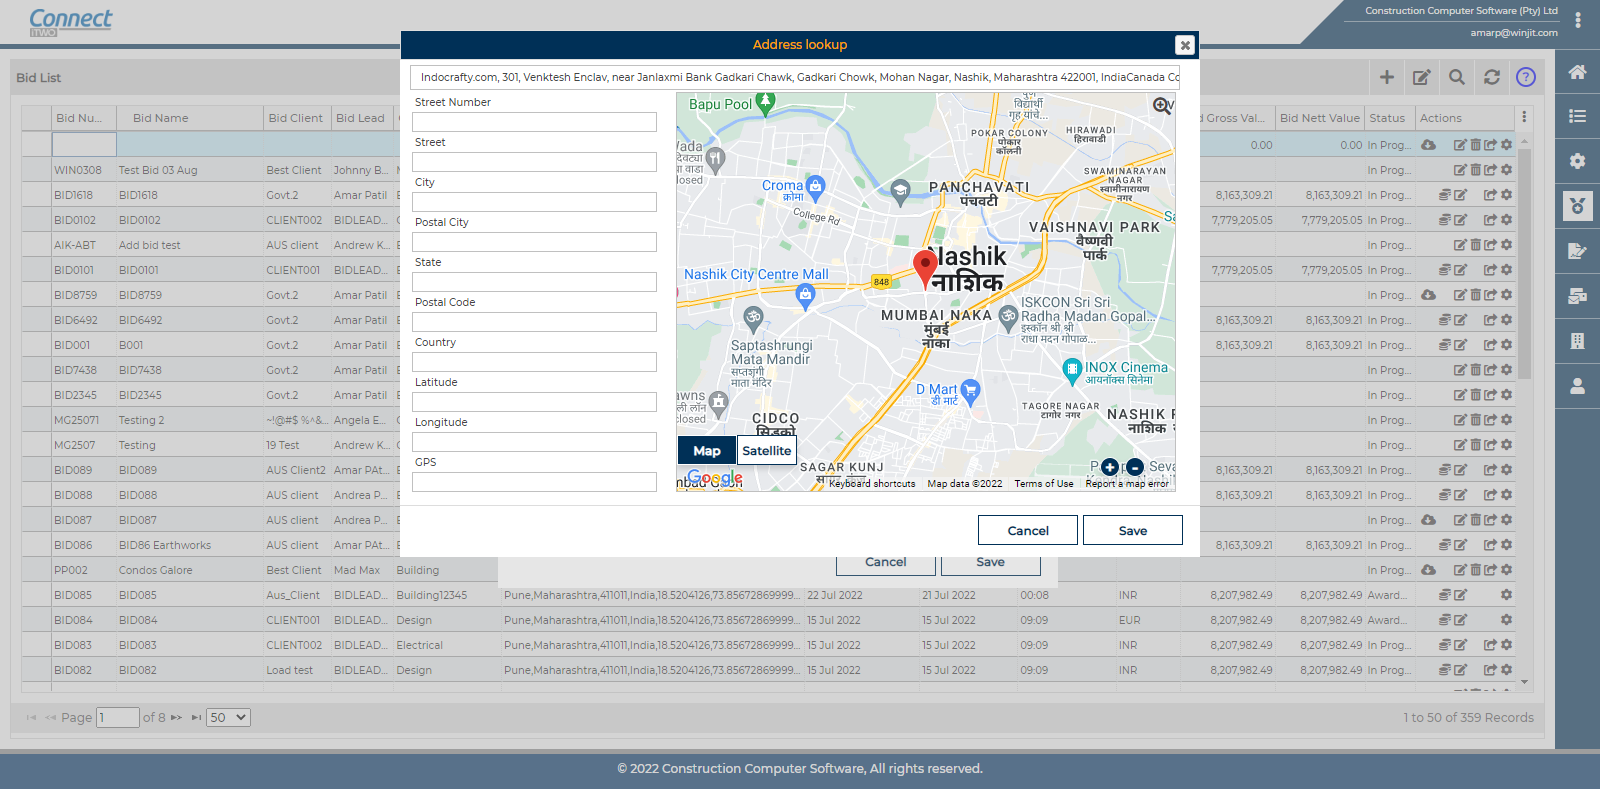 Connect
iTWO
Construction Computer Software (Pty) Ltd
amarp@winjit.com
Address lookup
Bid List
Indocrafty.com, 301, Venktesh Enclav, near Janlaxmi Bank Gadkari Chawk, Gadkari Chowk, Mohan Nagar, Nashik, Maharashtra 422001, IndiaCanada Co
Street Number
Street
City
Postal City
State
Postal Code
Country
Latitude
Longitude
GPS
Bapu Pool
विद्यार्थी
गृह याचे...
POKAR COLONY
पोकार
कॉलनी
HIRAWADI
हिरावाडी
SWAMINARAYAN
NAGAR
स्वामीनारायण
नगर
Croma
क्रोमा
College Rd
PANCHAVATI
पंचवटी
VAISHNAVI PARK
वैष्णवी
पार्क
Nashik
नाशिक
Nashik City Centre Mall
848
MUMBAI NAKA
मुंबई
नाका
ISKCON Sri Sri
Radha Madan Gopal...
इस्कॉन श्री श्री
राधा मदन गोपाळ...
Saptashrungi
Mata Mandir
सप्तशृंगी
माता मंदिर
INOX Cinema
आयनॉक्स सिनेमा
D Mart
डी मार्ट
TAGORE NAGAR
टागोर नगर
CIDCO
सिडको
SAGAR KUNJ
Map
Satellite
Google
Keyboard shortcuts Map data ©2022 Terms of Use Report a map error
Cancel Save
Cancel Save
Bid Nu... Bid Name Bid Client Bid Lead Gross Val... Bid Nett Value Status Actions
0.00 0.00 In Prog...
WIN0308 Test Bid 03 Aug Best Client Johnny B... In Prog...
BID1618 BID1618 Govt.2 Amar Patil 8,163,309.21 8,163,309.21 In Prog...
BID0102 BID0102 CLIENT002 BIDLEAD... 7,779,205.05 7,779,205.05 In Prog...
AIK-ABT Add bid test AUS client Andrew K... In Prog...
BID0101 BID0101 CLIENT001 BIDLEAD... 7,779,205.05 7,779,205.05 In Prog...
BID8759 BID8759 Govt.2 Amar Patil In Prog...
BID6492 BID6492 Govt.2 Amar Patil 8,163,309.21 8,163,309.21 In Prog...
BID001 B001 Govt.2 Amar Patil 8,163,309.21 8,163,309.21 In Prog...
BID7438 BID7438 Govt.2 Amar Patil In Prog...
BID2345 BID2345 Govt.2 Amar Patil In Prog...
MG25071 Testing 2 ~!@#$ %^&... Angela E... In Prog...
MG2507 Testing 19 Test Andrew K... In Prog...
BID089 BID089 AUS Client2 Amar PAt... 8,163,309.21 8,163,309.21 In Prog...
BID088 BID088 AUS client Andrea P... 8,163,309.21 8,163,309.21 In Prog...
BID087 BID087 AUS client Andrea P... In Prog...
BID086 BID86 Earthworks AUS client Amar PAt... 8,163,309.21 8,163,309.21 In Prog...
PP002 Condos Galore Best Client Mad Max Building In Prog...
BID085 BID085 Aus_Client BIDLEAD... Building12345 Pune,Maharashtra,411011,India,18.5204126,73.85672869999... 22 Jul 2022 21 Jul 2022 00:08 INR 8,207,982.49 8,207,982.49 Award...
BID084 BID084 CLIENT001 BIDLEAD... Design Pune,Maharashtra,411011,India,18.5204126,73.85672869999... 15 Jul 2022 15 Jul 2022 09:09 EUR 8,207,982.49 8,207,982.49 Award...
BID083 BID083 CLIENT002 BIDLEAD... Electrical Pune,Maharashtra,411011,India,18.5204126,73.85672869999... 15 Jul 2022 15 Jul 2022 09:09 INR 8,207,982.49 8,207,982.49 In Prog...
BID082 BID082 Load test BIDLEAD... Design Pune,Maharashtra,411011,India,18.5204126,73.85672869999... 15 Jul 2022 15 Jul 2022 09:09 INR 8,207,982.49 8,207,982.49 In Prog...
Page 1 of 8 50
1 to 50 of 359 Records
© 2022 Construction Computer Software, All rights reserved.